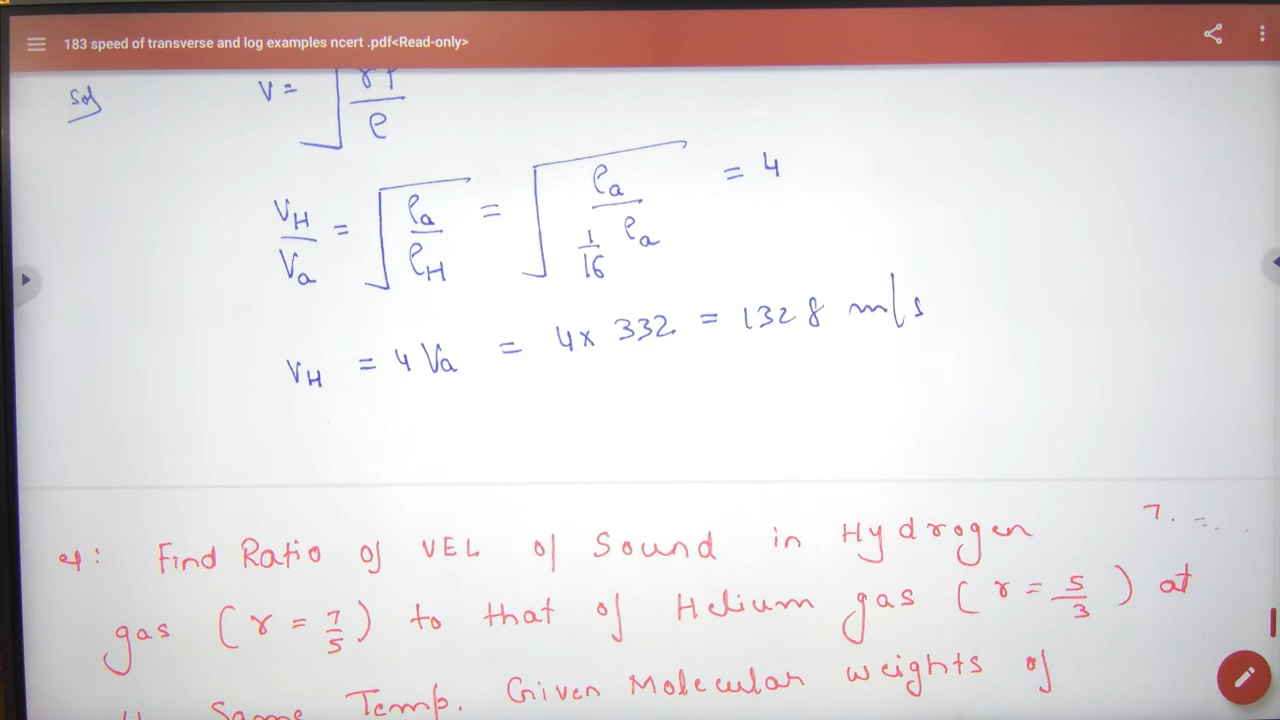 183 speed of transverse and log examples ncert .pdf<Read-only>
Sol
V = √(γP/ρ)
V_H/V_a = √(ρ_a/ρ_H) = √(ρ_a/(1/16 ρ_a)) = 4
V_H = 4 V_a = 4 x 332 = 1328 m/s
Find Ratio of VEL of Sound in Hydrogen
gas (γ = 7/5) to that of Helium gas (γ = 5/3) at
Same Temp. Given Molecular weights of